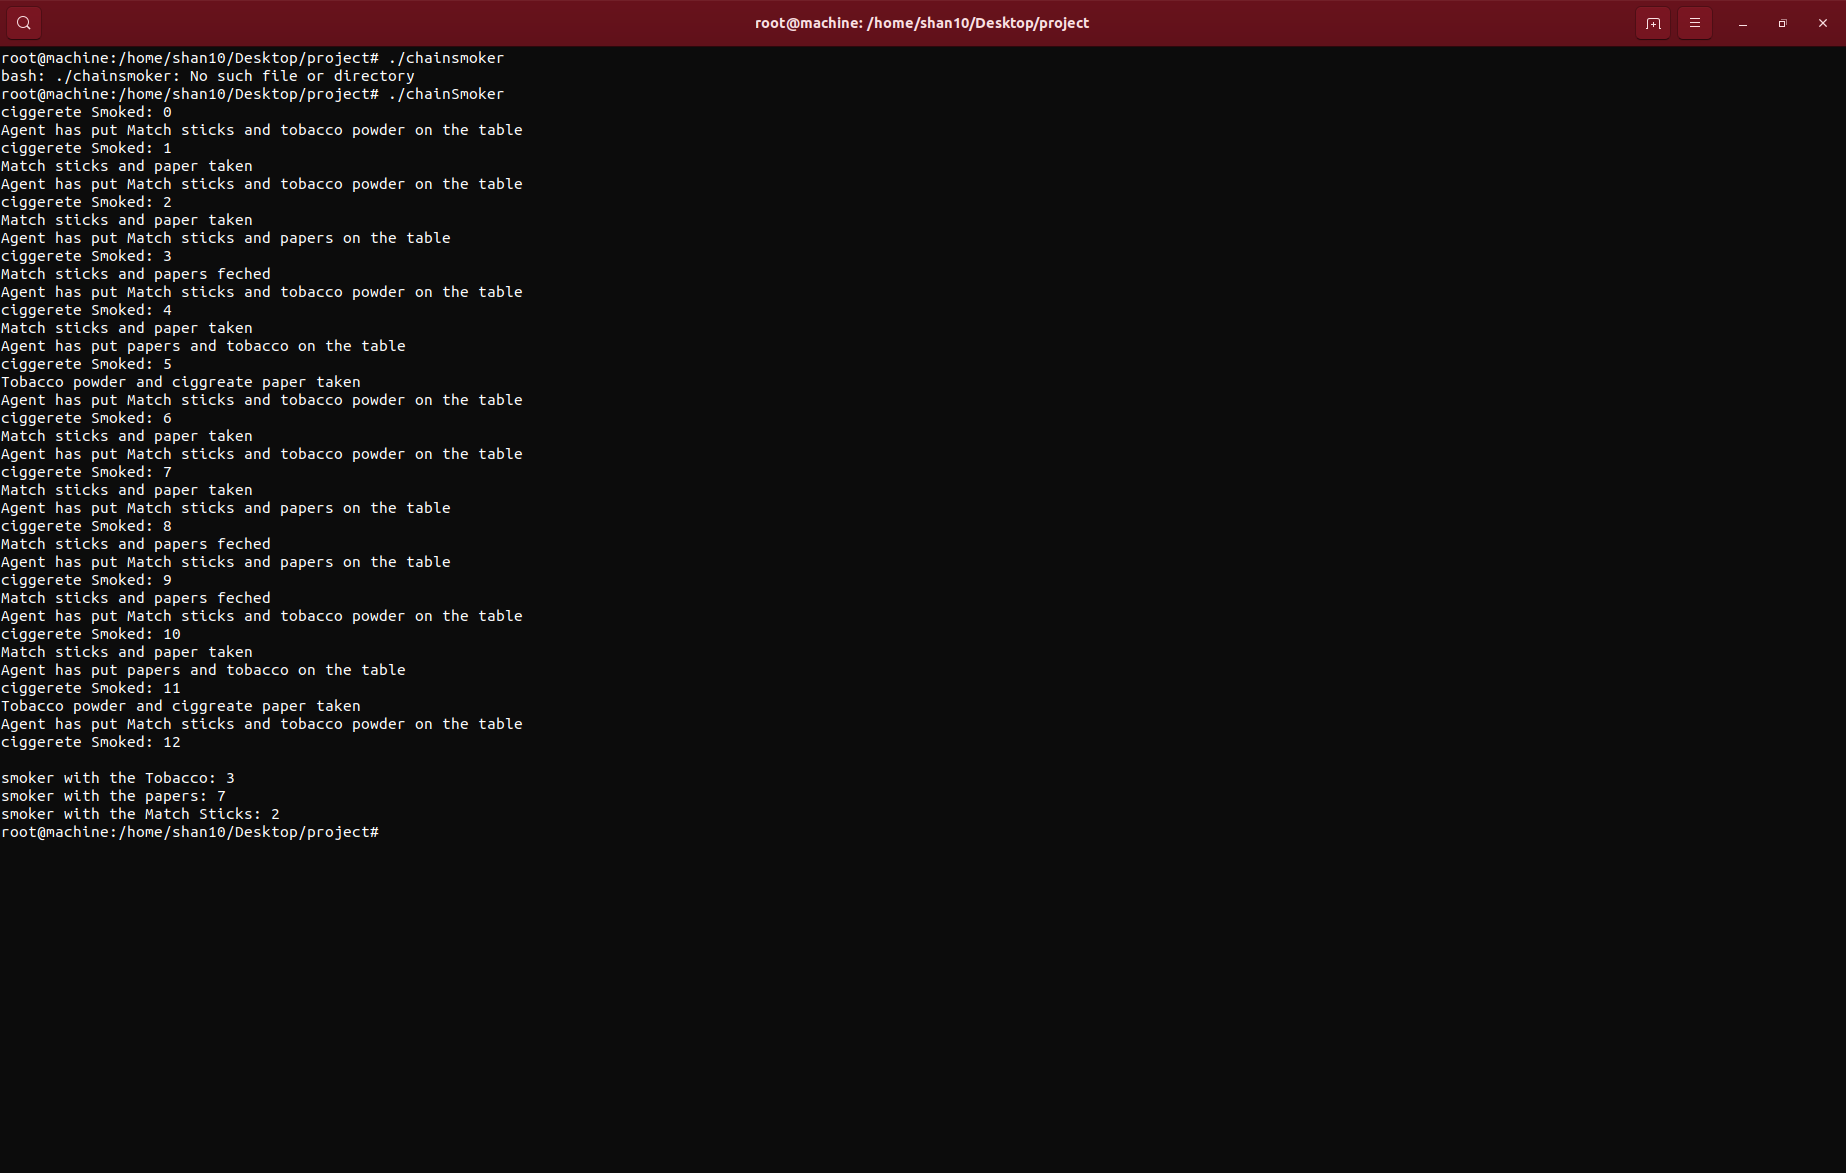 root@machine: /home/shan10/Desktop/project
root@machine:/home/shan10/Desktop/project# ./chainsmoker
bash: ./chainsmoker: No such file or directory
root@machine:/home/shan10/Desktop/project# ./chainSmoker
ciggerete Smoked: 0
Agent has put Match sticks and tobacco powder on the table
ciggerete Smoked: 1
Match sticks and paper taken
Agent has put Match sticks and tobacco powder on the table
ciggerete Smoked: 2
Match sticks and paper taken
Agent has put Match sticks and papers on the table
ciggerete Smoked: 3
Match sticks and papers feched
Agent has put Match sticks and tobacco powder on the table
ciggerete Smoked: 4
Match sticks and paper taken
Agent has put papers and tobacco on the table
ciggerete Smoked: 5
Tobacco powder and ciggreate paper taken
Agent has put Match sticks and tobacco powder on the table
ciggerete Smoked: 6
Match sticks and paper taken
Agent has put Match sticks and tobacco powder on the table
ciggerete Smoked: 7
Match sticks and paper taken
Agent has put Match sticks and papers on the table
ciggerete Smoked: 8
Match sticks and papers feched
Agent has put Match sticks and papers on the table
ciggerete Smoked: 9
Match sticks and papers feched
Agent has put Match sticks and tobacco powder on the table
ciggerete Smoked: 10
Match sticks and paper taken
Agent has put papers and tobacco on the table
ciggerete Smoked: 11
Tobacco powder and ciggreate paper taken
Agent has put Match sticks and tobacco powder on the table
ciggerete Smoked: 12
smoker with the Tobacco: 3
smoker with the papers: 7
smoker with the Match Sticks: 2
root@machine:/home/shan10/Desktop/project#